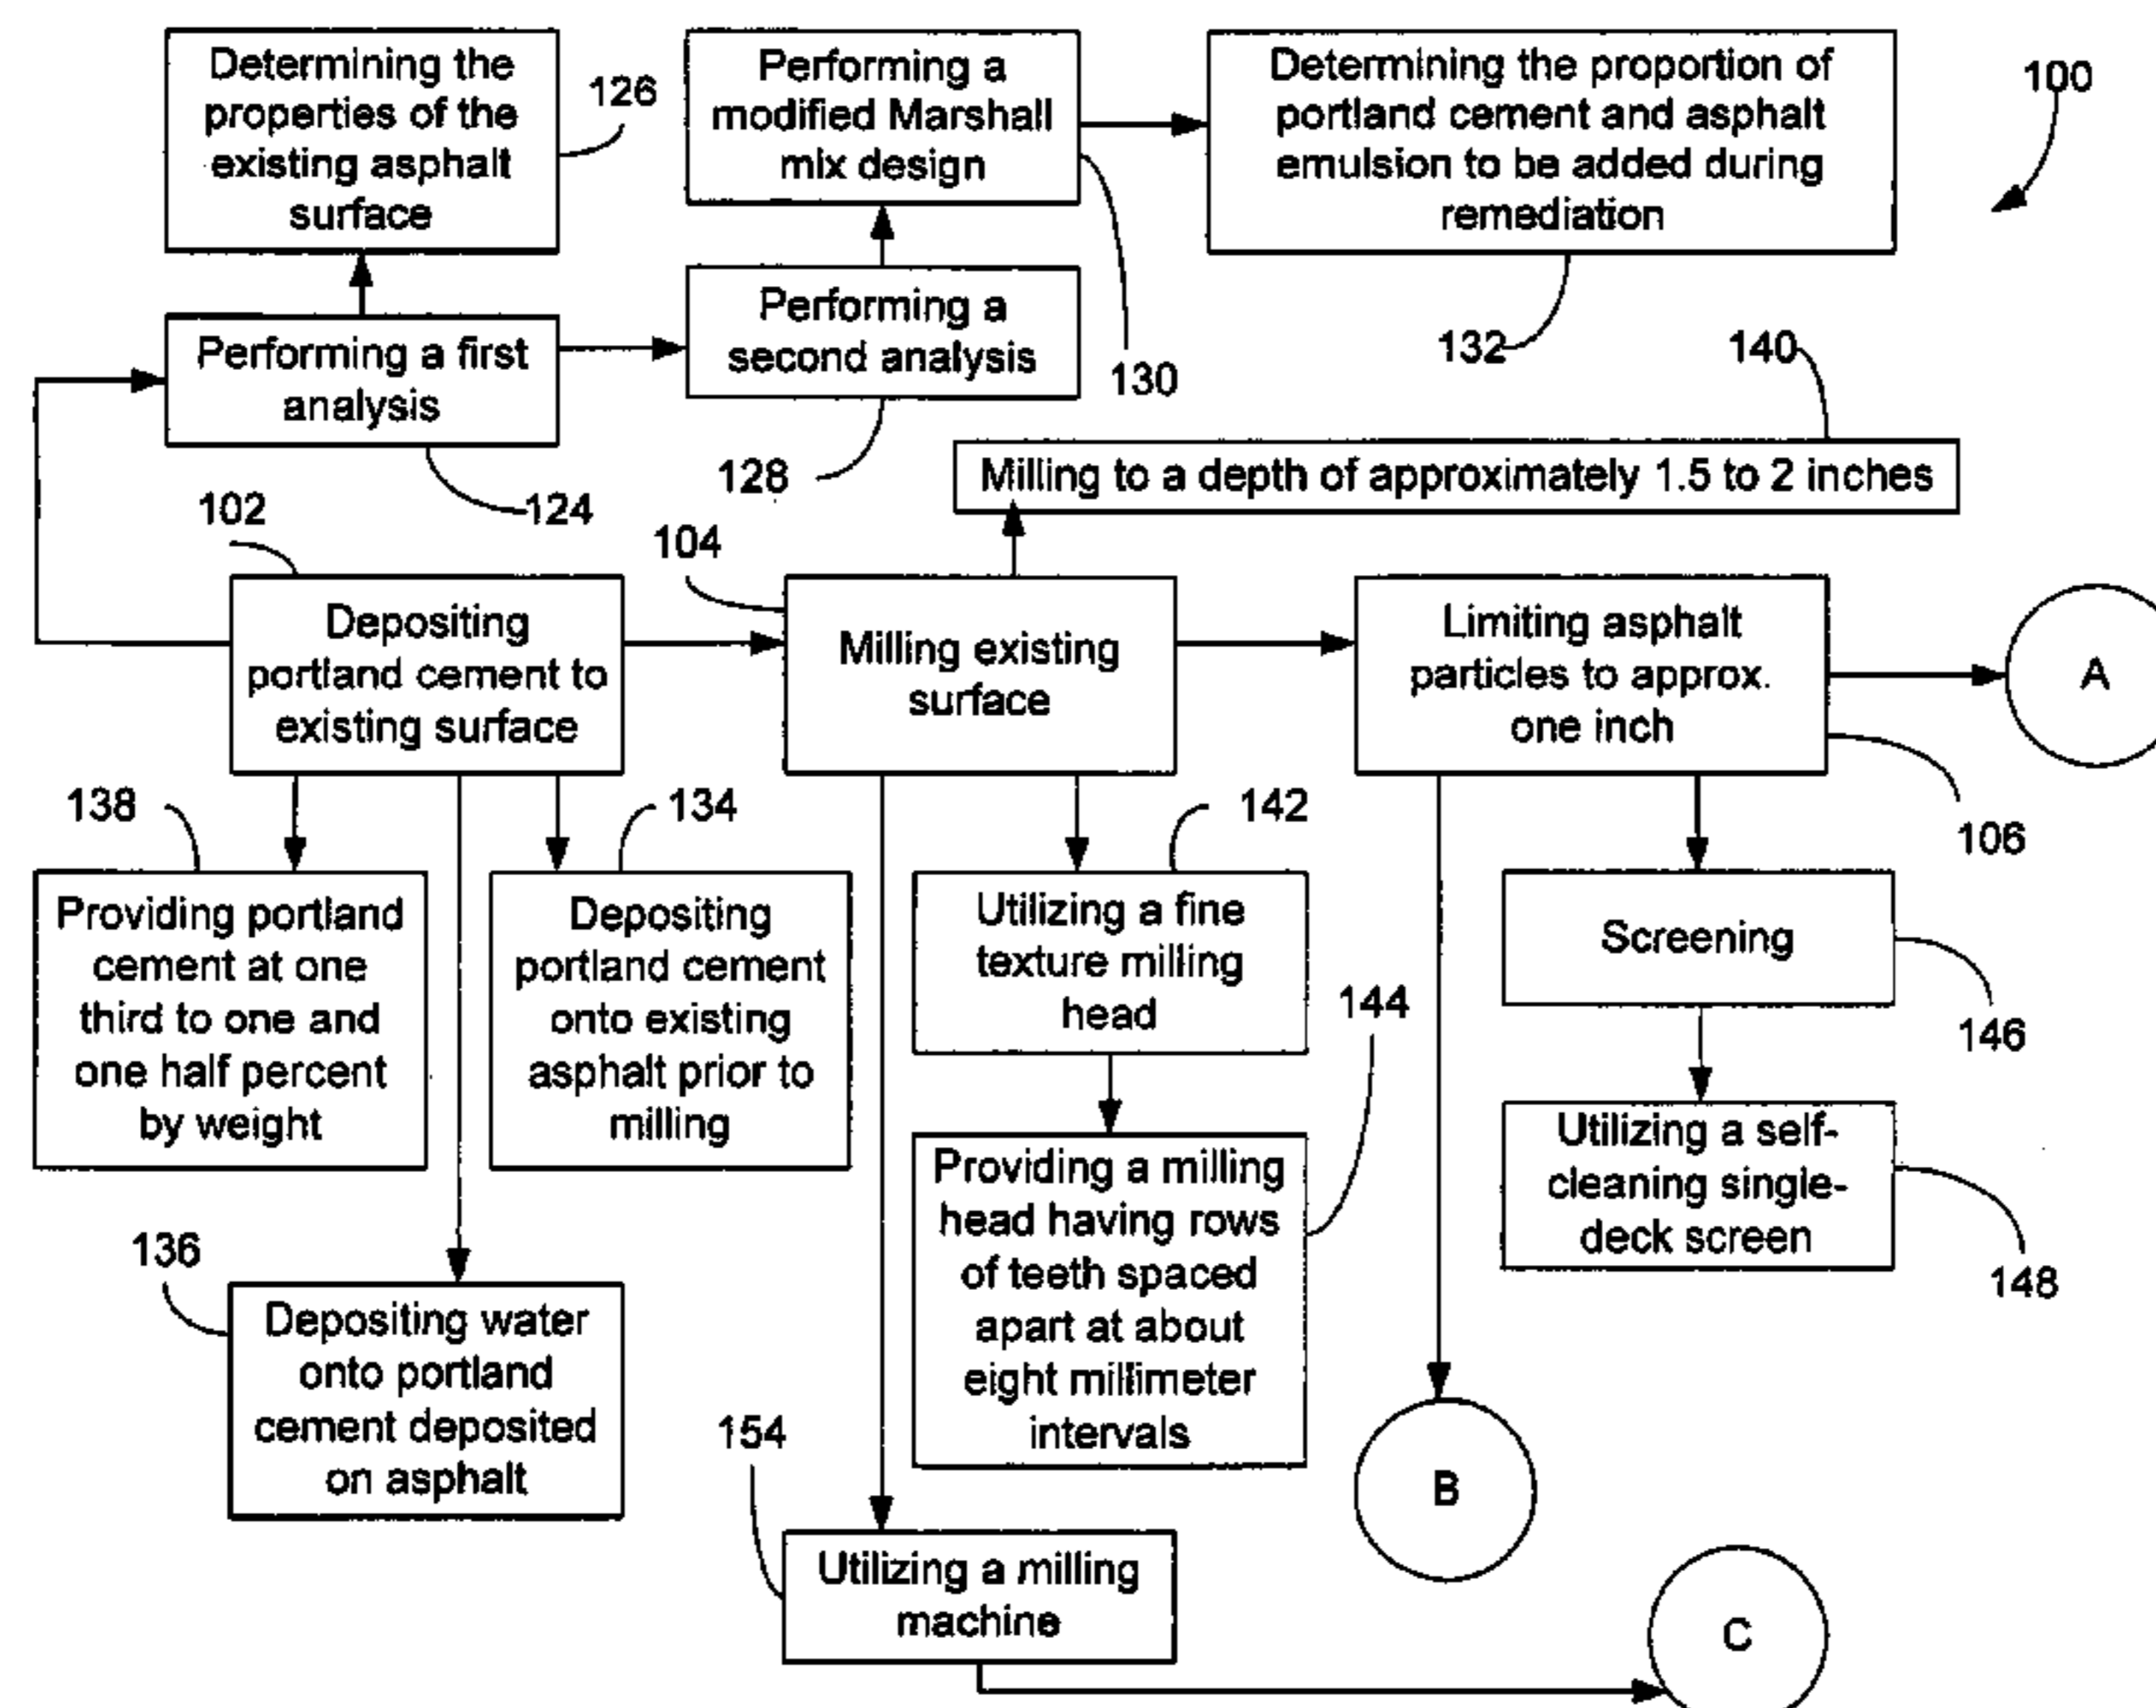 Determining the
properties of the
existing asphalt
surface
126
Performing a
modified Marshall
mix design
Determining the proportion of
portland cement and asphalt
emulsion to be added during
remediation
100
Performing a first
analysis
Performing a
second analysis
130
132
140
128
Milling to a depth of approximately 1.5 to 2 inches
102
124
104
Depositing
portland cement to
existing surface
Milling existing
surface
Limiting asphalt
particles to approx.
one inch
A
138
134
142
106
Providing portland
cement at one
third to one and
one half percent
by weight
Depositing
portland cement
onto existing
asphalt prior to
milling
Utilizing a fine
texture milling
head
144
Screening
146
Providing a milling
head having rows
of teeth spaced
apart at about
eight millimeter
intervals
Utilizing a self-
cleaning single-
deck screen
148
136
Depositing water
onto portland
cement deposited
on asphalt
154
B
Utilizing a milling
machine
C